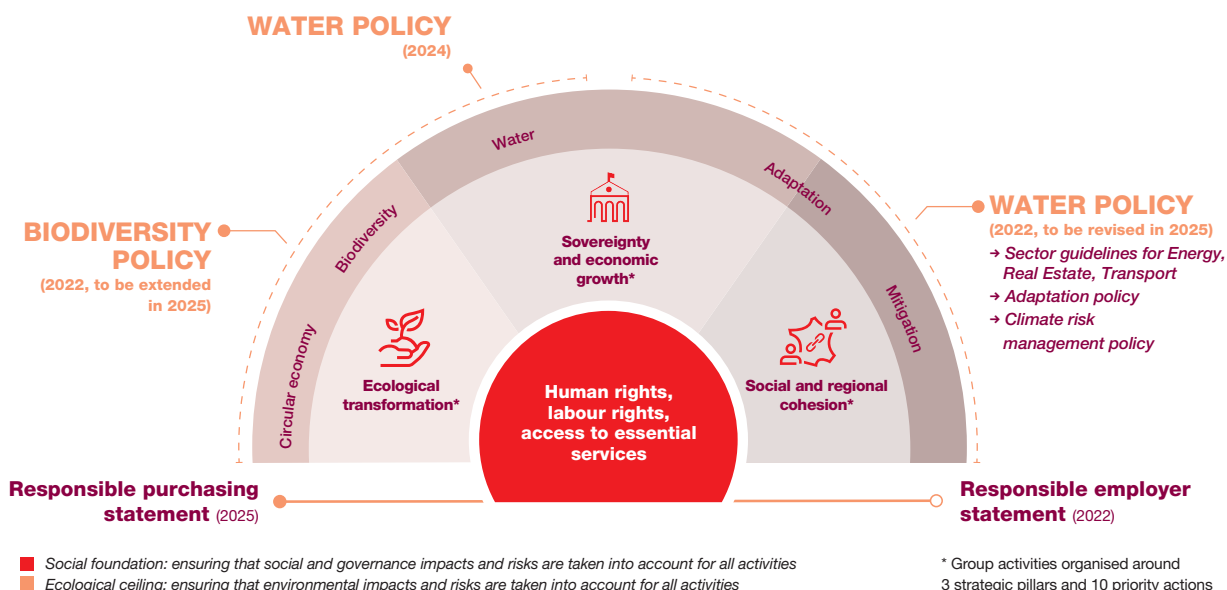 WATER POLICY
(2024)
Water
Adaptation
Biodiversity
Mitigation
Circular economy
BIODIVERSITY
POLICY
(2022, to be extended
in 2025)
Sovereignty
and economic
growth*
WATER POLICY
(2022, to be revised in 2025)
→ Sector guidelines for Energy,
Real Estate, Transport
→ Adaptation policy
→ Climate risk
management policy
Ecological
transformation*
Social and regional
cohesion*
Human rights,
labour rights,
access to essential
services
Responsible purchasing
statement (2025)
Responsible employer
statement (2022)
Social foundation: ensuring that social and governance impacts and risks are taken into account for all activities
Ecological ceiling: ensuring that environmental impacts and risks are taken into account for all activities
* Group activities organised around
3 strategic pillars and 10 priority actions